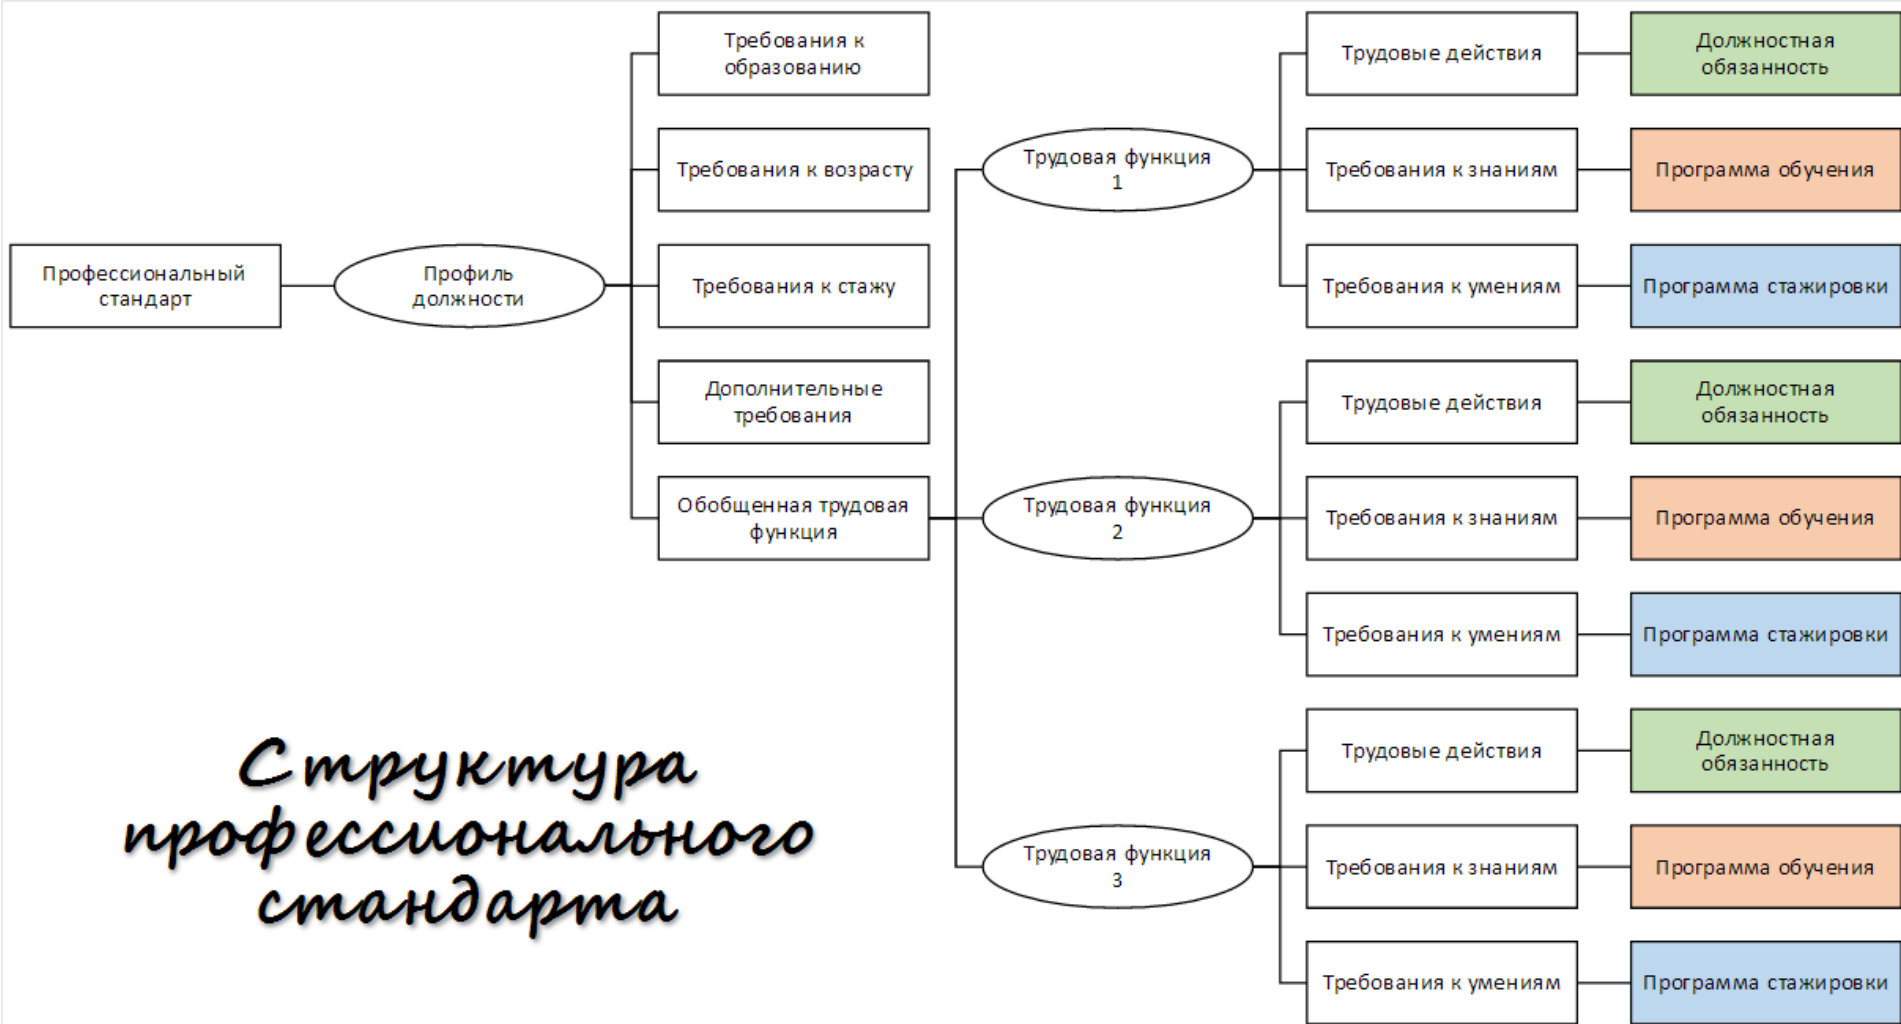 Требования к
образованию
Требования к возрасту
Профессиональный
стандарт
Профиль
должности
Требования к стажу
Дополнительные
требования
Обобщенная трудовая
функция
Трудовая функция
1
Трудовые действия
Должностная
обязанность
Требования к знаниям
Программа обучения
Требования к умениям
Программа стажировки
Трудовая функция
2
Трудовые действия
Должностная
обязанность
Требования к знаниям
Программа обучения
Требования к умениям
Программа стажировки
Трудовая функция
3
Трудовые действия
Должностная
обязанность
Требования к знаниям
Программа обучения
Требования к умениям
Программа стажировки
Структура
профессионального
стандарта